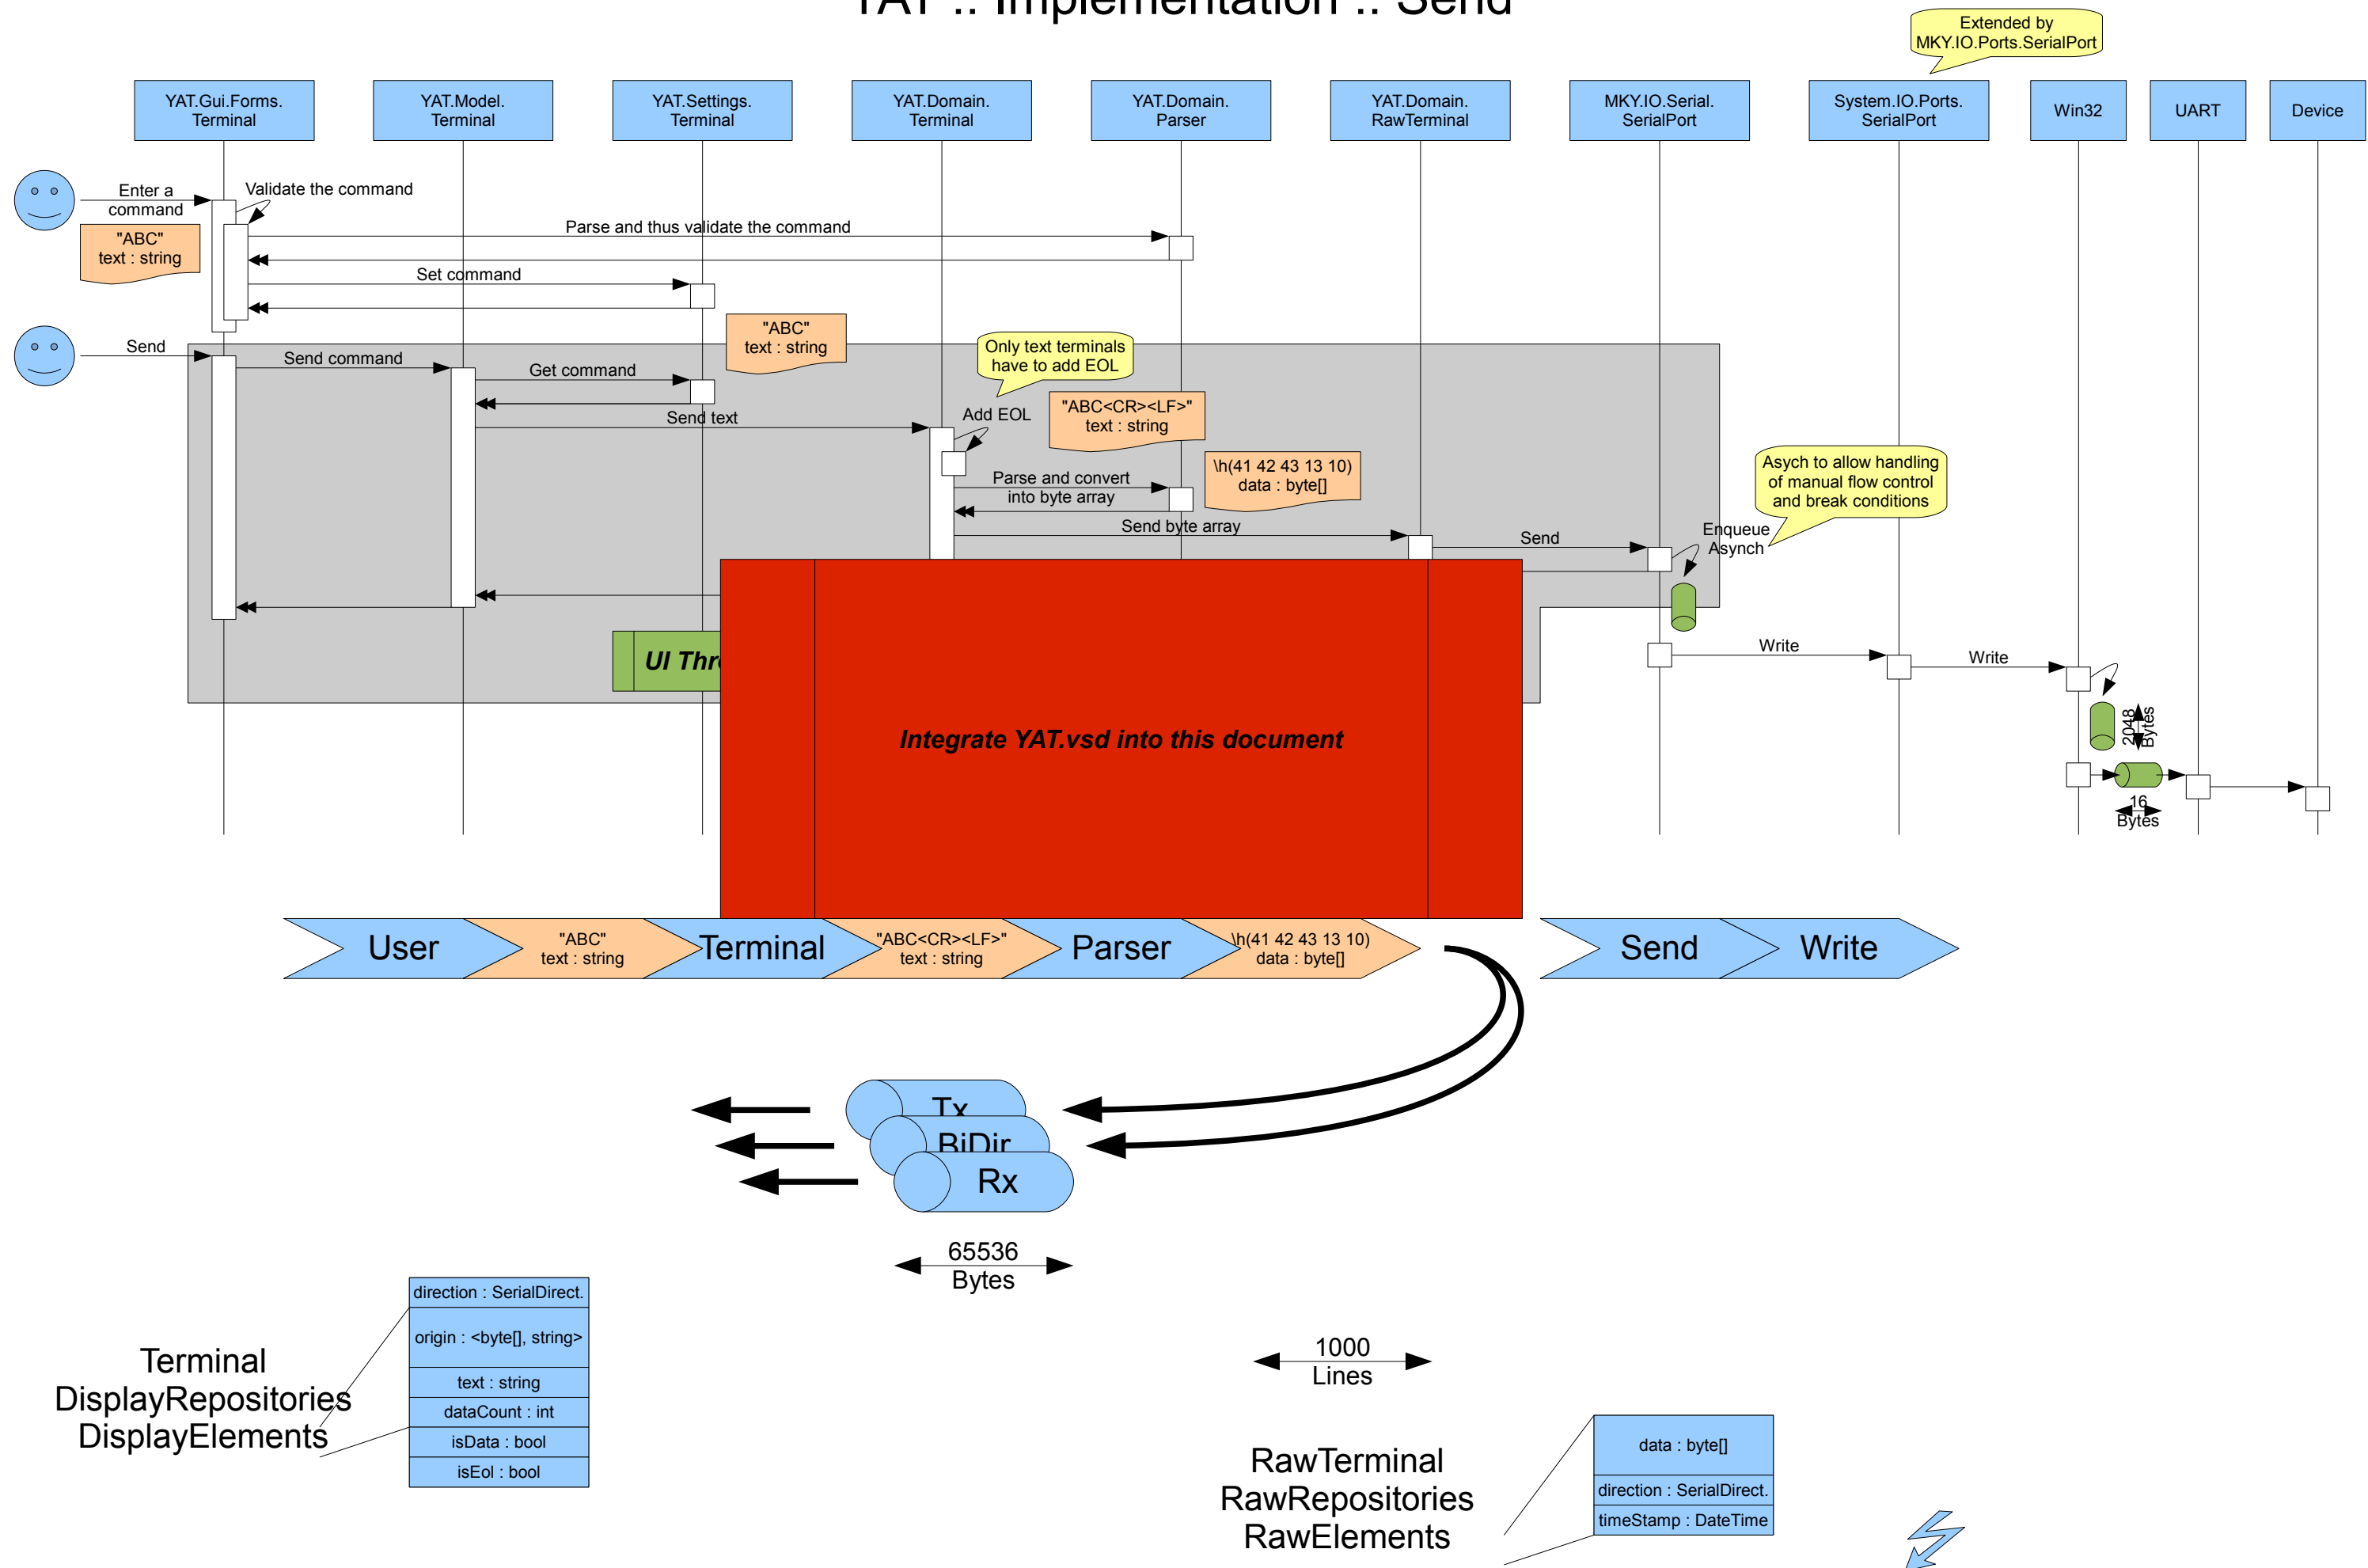 YAT :: Implementation :: Send
Extended by
MKY.IO.Ports.SerialPort
YAT.Gui.Forms.
Terminal
YAT.Model.
Terminal
YAT.Settings.
Terminal
YAT.Domain.
Terminal
YAT.Domain.
Parser
YAT.Domain.
RawTerminal
MKY.IO.Serial.
SerialPort
System.IO.Ports.
SerialPort
Win32
UART
Device
Enter a
command
Validate the command
"ABC"
text : string
Parse and thus validate the command
Set command
"ABC"
text : string
Send
Send command
Get command
Only text terminals
have to add EOL
Send text
Add EOL
"ABC<CR><LF>"
text : string
Parse and convert
into byte array
\h(41 42 43 13 10)
data : byte[]
Asych to allow handling
of manual flow control
and break conditions
Send byte array
Send
Enqueue
Asynch
UI Thre
Write
Write
2048
Bytes
Integrate YAT.vsd into this document
16
Bytes
User
"ABC"
text : string
Terminal
"ABC<CR><LF>"
text : string
Parser
\h(41 42 43 13 10)
data : byte[]
Send
Write
Tx
BiDir
Rx
65536
Bytes
direction : SerialDirect.
origin : <byte[], string>
text : string
dataCount : int
isData : bool
isEol : bool
Terminal
DisplayRepositories
DisplayElements
1000
Lines
RawTerminal
RawRepositories
RawElements
data : byte[]
direction : SerialDirect.
timeStamp : DateTime